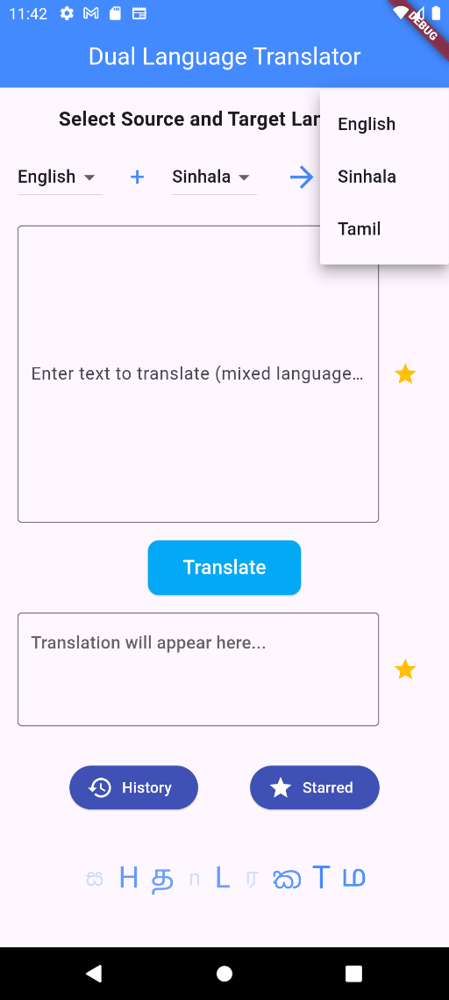 11:42
DEBUG
Dual Language Translator
Select Source and Target Lan
English + Sinhala →
English
Sinhala
Tamil
Enter text to translate (mixed language...
Translate
Translation will appear here...
History
Starred
ස H த n L ர ක T ம